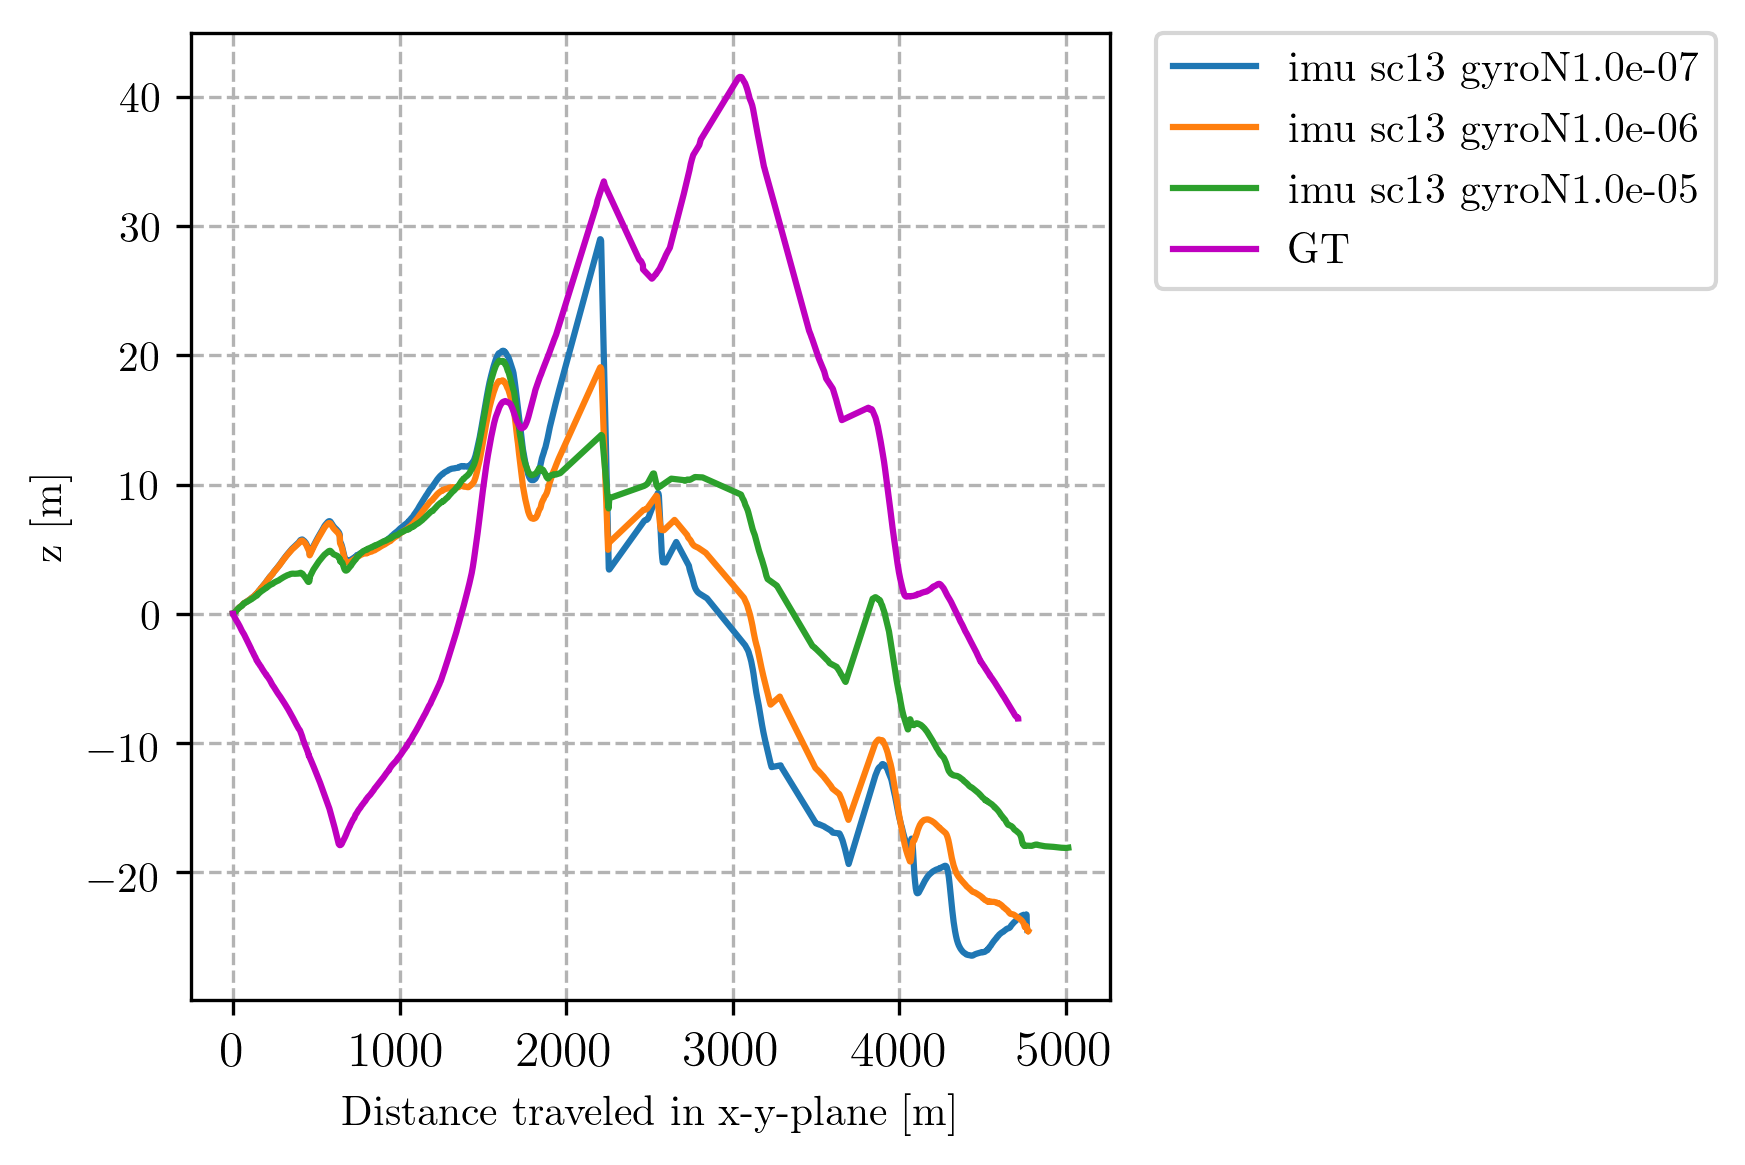 imu sc13 gyroN1.0e-07
imu sc13 gyroN1.0e-06
imu sc13 gyroN1.0e-05
GT
40
30
20
10
0
−10
−20
z [m]
0 1000 2000 3000 4000 5000
Distance traveled in x-y-plane [m]